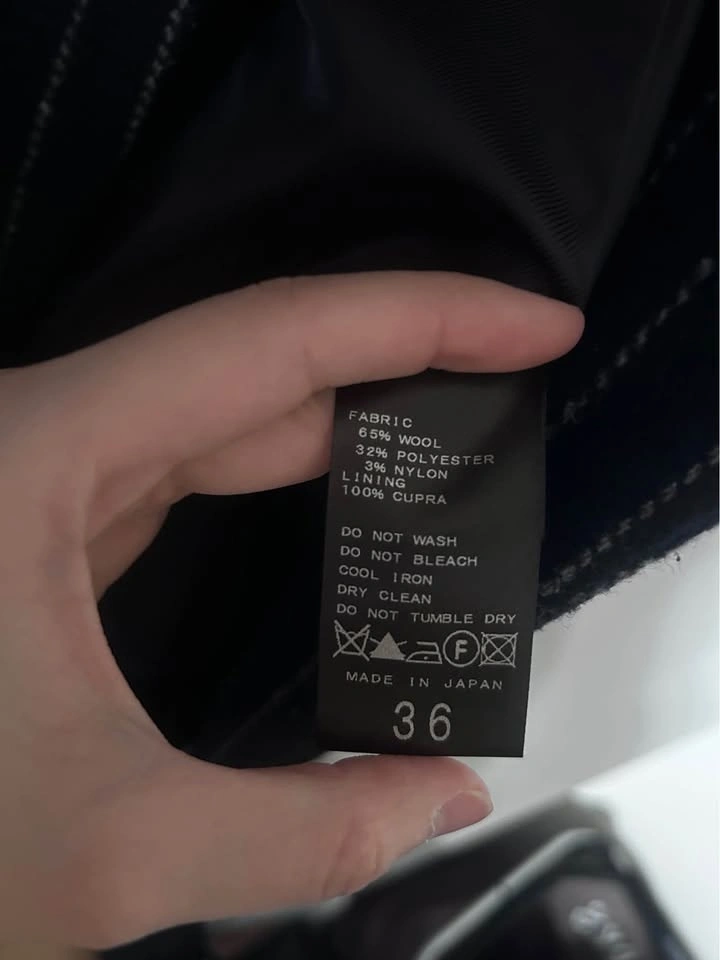 FABRIC
65% WOOL
32% POLYESTER
3% NYLON
LINING
100% CUPRA
DO NOT WASH
DO NOT BLEACH
COOL IRON
DRY CLEAN
DO NOT TUMBLE DRY
F
MADE IN JAPAN
36